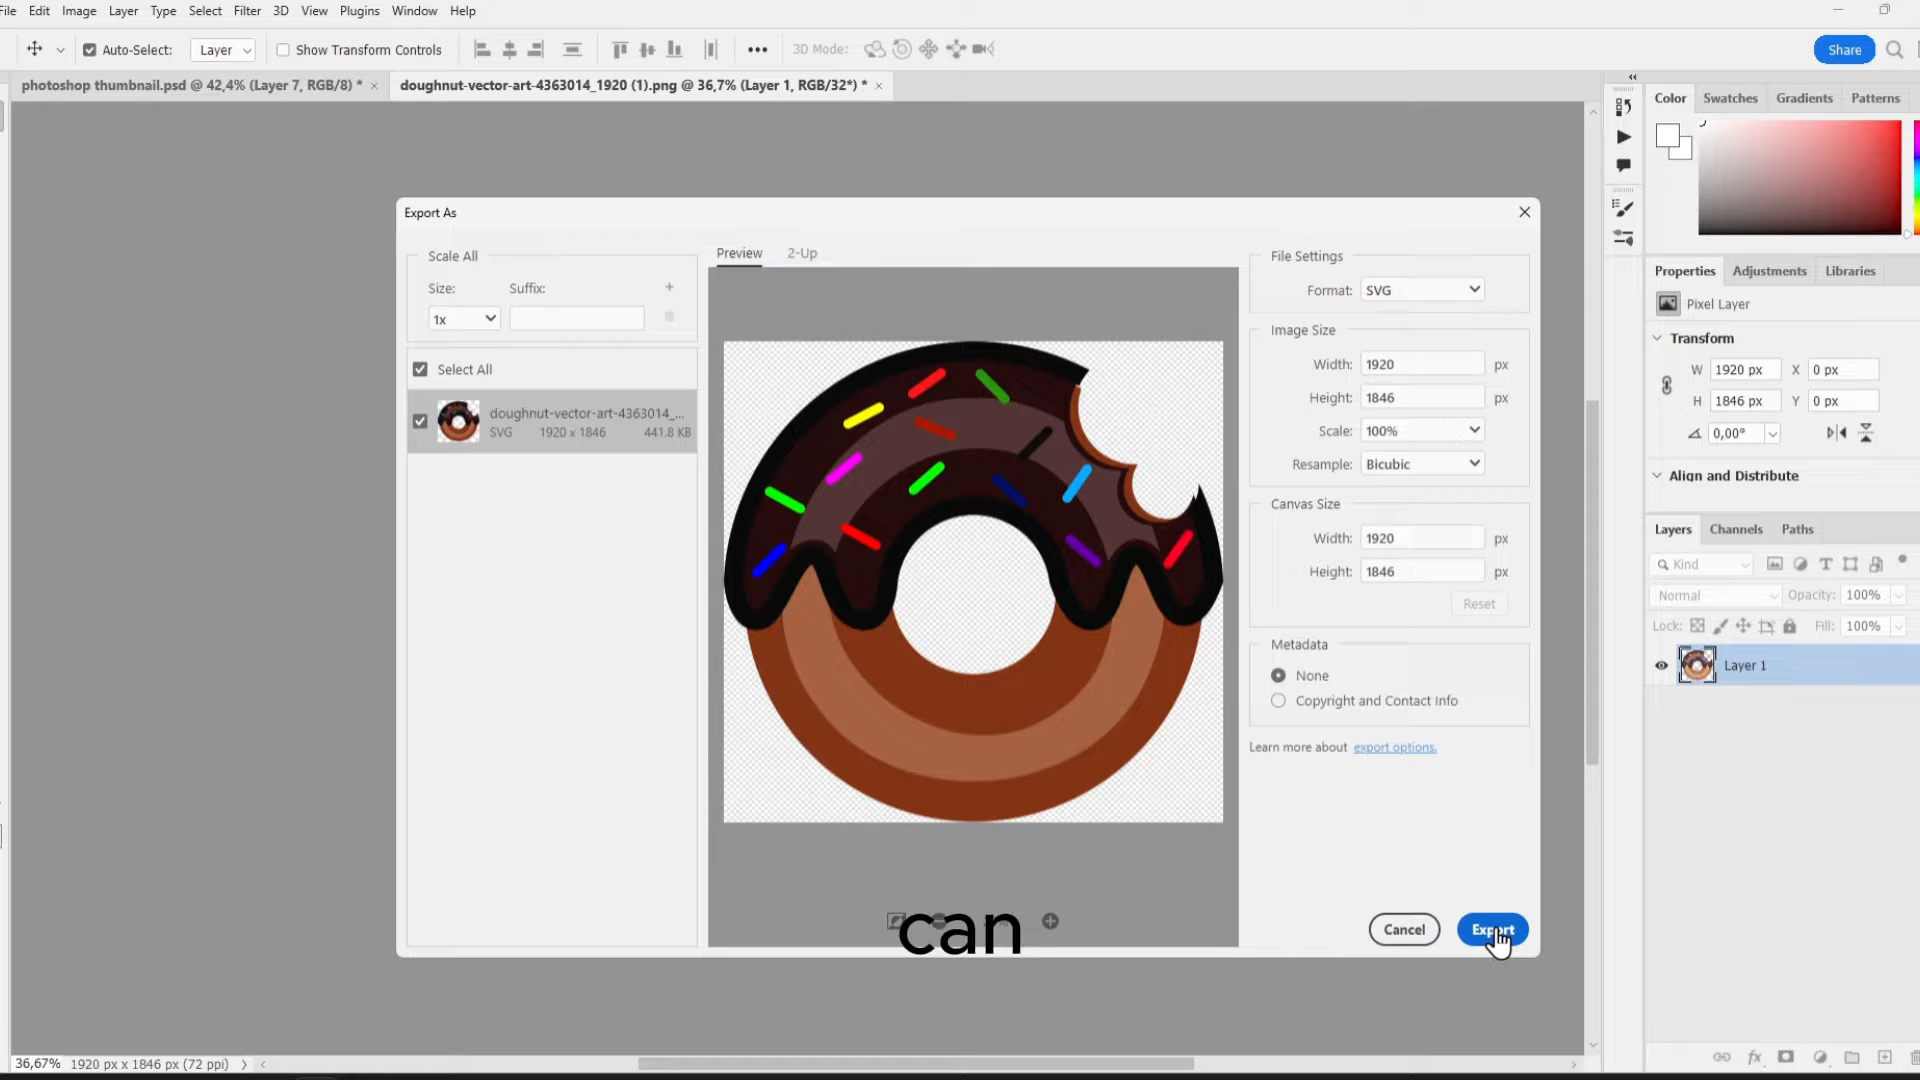 File Edit Image Layer Type Select Filter 3D View Plugins Window Help
Auto-Select: Layer Show Transform Controls ••• 3D Mode: Share
photoshop thumbnail.psd @ 42,4% (Layer 7, RGB/8) * × doughnut-vector-art-4363014_1920 (1).png @ 36,7% (Layer 1, RGB/32*) * ×
Export As
Scale All
Size: Suffix: +
1x
Select All
doughnut-vector-art-4363014_...
SVG 1920 x 1846 441.8 KB
Preview 2-Up
File Settings
Format: SVG
Image Size
Width: 1920 px
Height: 1846 px
Scale: 100%
Resample: Bicubic
Canvas Size
Width: 1920 px
Height: 1846 px
Reset
Metadata
None
Copyright and Contact Info
Learn more about export options.
can
Cancel Export
Color Swatches Gradients Patterns
Properties Adjustments Libraries
Pixel Layer
Transform
W 1920 px X 0 px
H 1846 px Y 0 px
0,00°
Align and Distribute
Layers Channels Paths
Kind
Normal Opacity: 100%
Lock: Fill: 100%
Layer 1
fx
36,67% 1920 px x 1846 px (72 ppi)